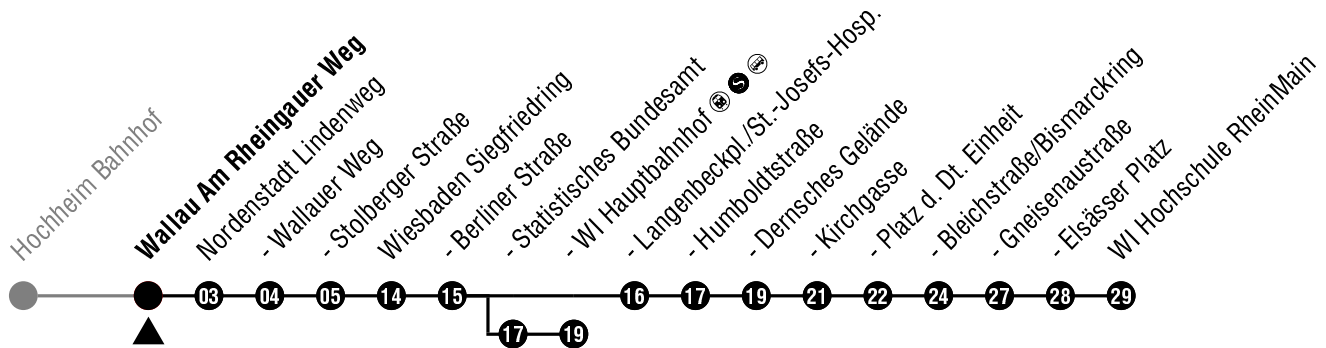 Hochheim Bahnhof
Wallau Am Rheingauer Weg
Nordenstadt Lindenweg
- Wallauer Weg
- Stolberger Straße
Wiesbaden Siegfriedring
- Berliner Straße
- Statistisches Bundesamt
- WI Hauptbahnhof
- Langenbeckpl./St.-Josefs-Hosp.
- Humboldtstraße
- Dernsches Gelände
- Kirchgasse
- Platz d. Dt. Einheit
- Bleichstraße/Bismarckring
- Gneisenaustraße
- Elsässer Platz
WI Hochschule RheinMain
03 04 05 14 15 16 17 19 21 22 24 27 28 29
17 19